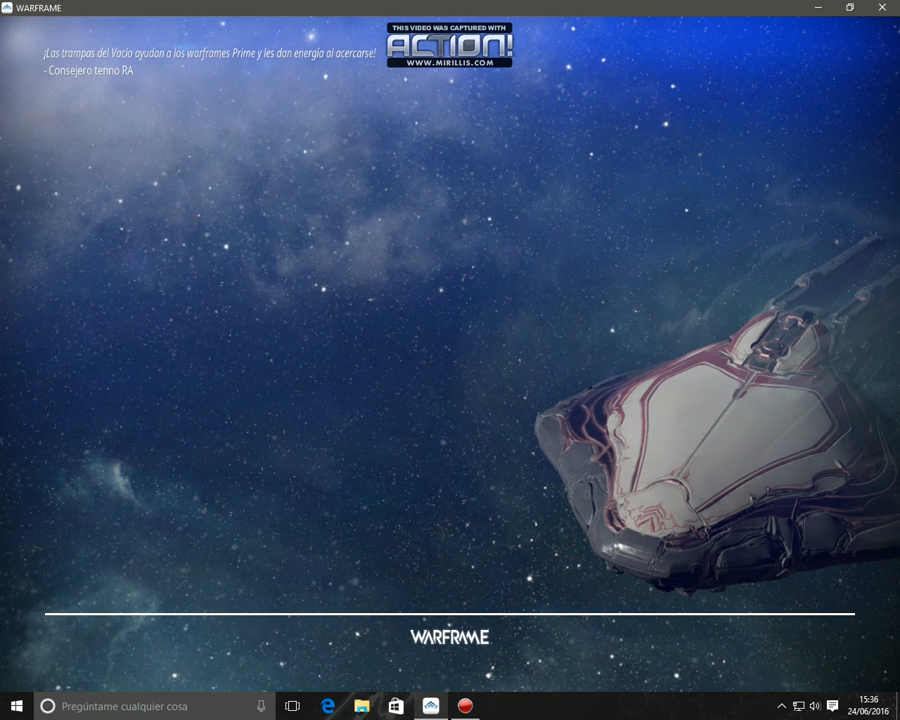 WARFRAME
THIS VIDEO WAS CAPTURED WITH
ACTION!
WWW.MIRILLIS.COM
¡Las trampas del Vacío ayudan a los warframes Prime y les dan energía al acercarse!
- Consejero tenno RA
WARFRAME
Pregúntame cualquier cosa
15:36
24/06/2016